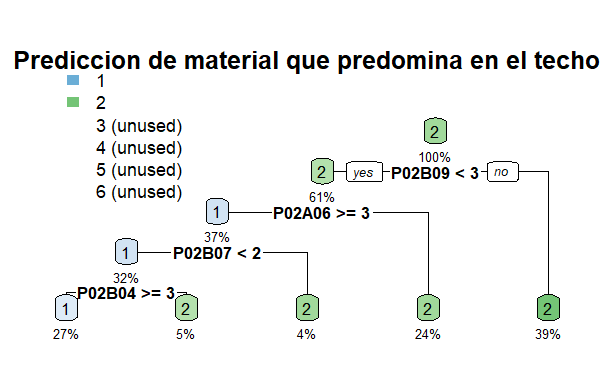 Prediccion de material que predomina en el techo
1
2
3 (unused)
4 (unused)
5 (unused)
6 (unused)
2
100%
yes P02B09 < 3 no
2
61%
P02A06 >= 3
1
37%
P02B07 < 2
1
32%
P02B04 >= 3
1 2 2 2 2
27% 5% 4% 24% 39%